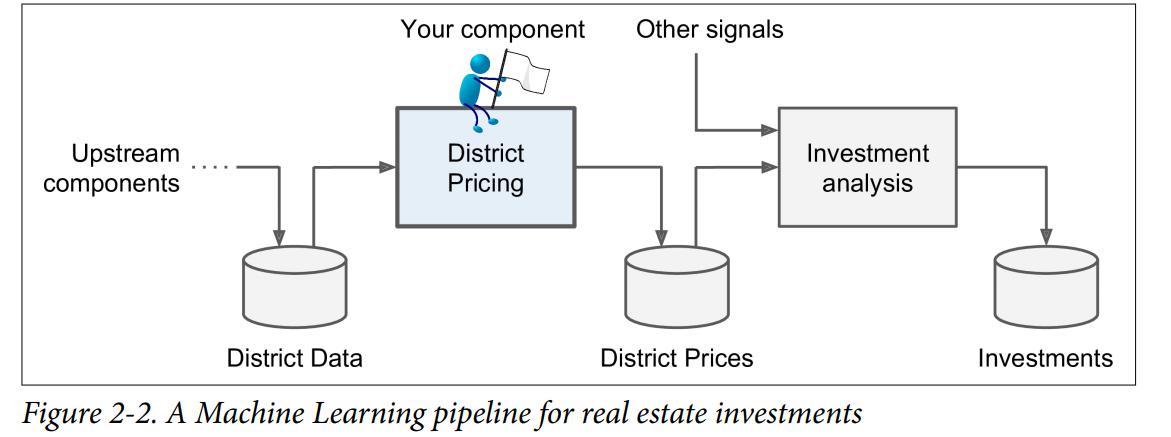 Your component
Other signals
Upstream
components
District
Pricing
Investment
analysis
District Data
District Prices
Investments
Figure 2-2. A Machine Learning pipeline for real estate investments